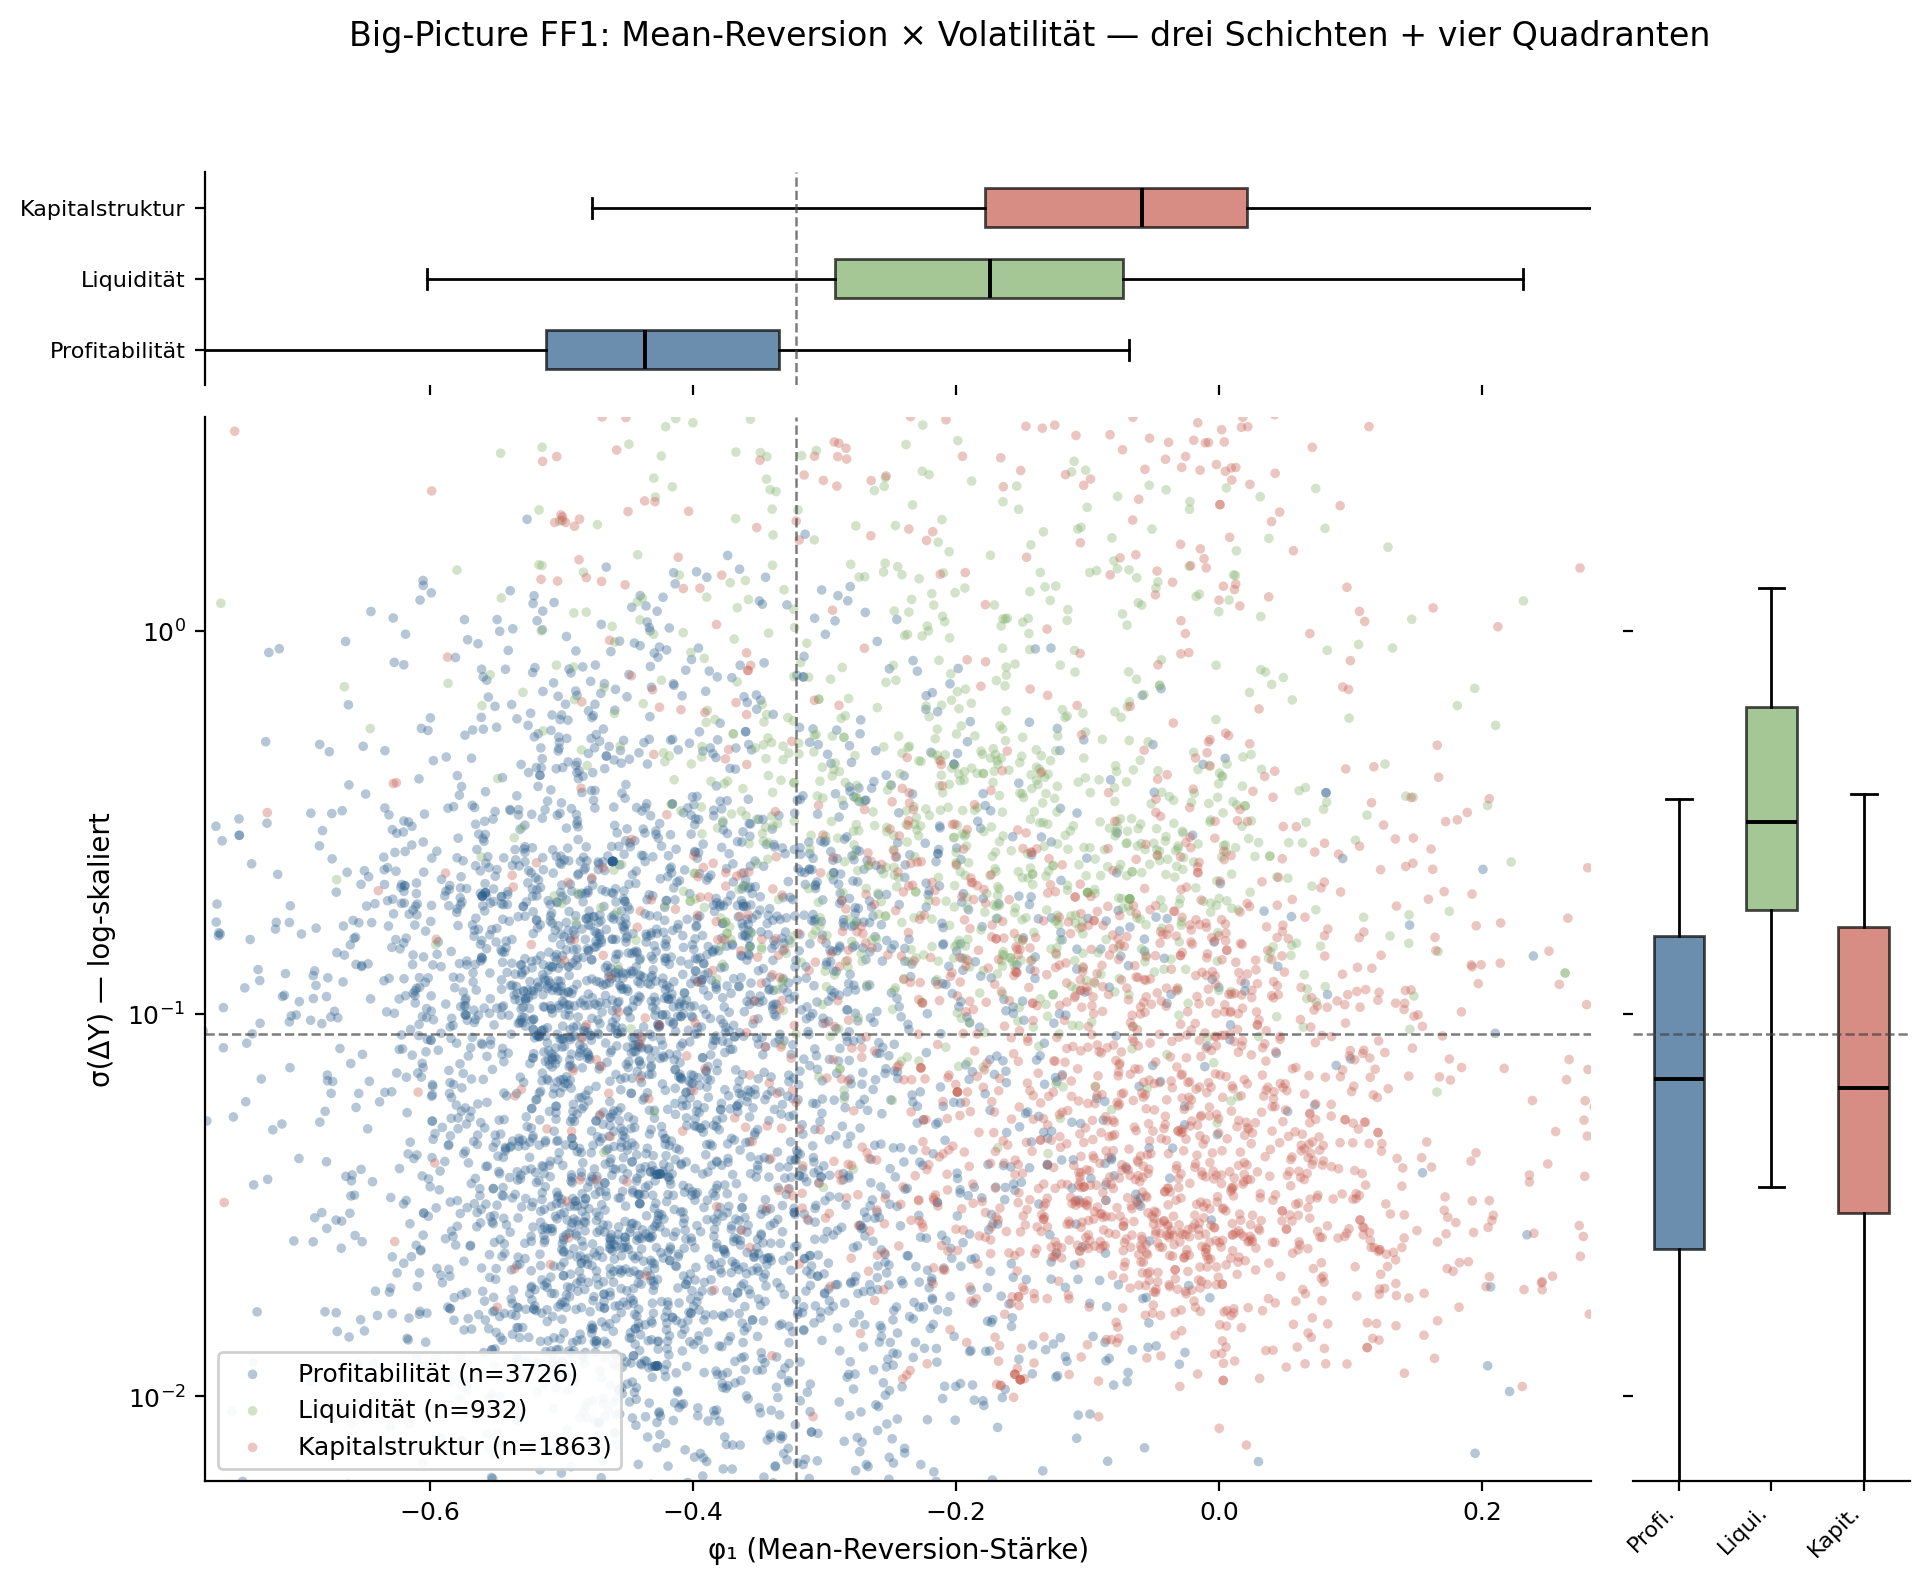 Big-Picture FF1: Mean-Reversion × Volatilität — drei Schichten + vier Quadranten
Kapitalstruktur
Liquidität
Profitabilität
σ(ΔY) — log-skaliert
10⁰
10⁻¹
10⁻²
Profitabilität (n=3726)
Liquidität (n=932)
Kapitalstruktur (n=1863)
−0.6
−0.4
−0.2
0.0
0.2
φ₁ (Mean-Reversion-Stärke)
Profi.
Liqui.
Kapit.